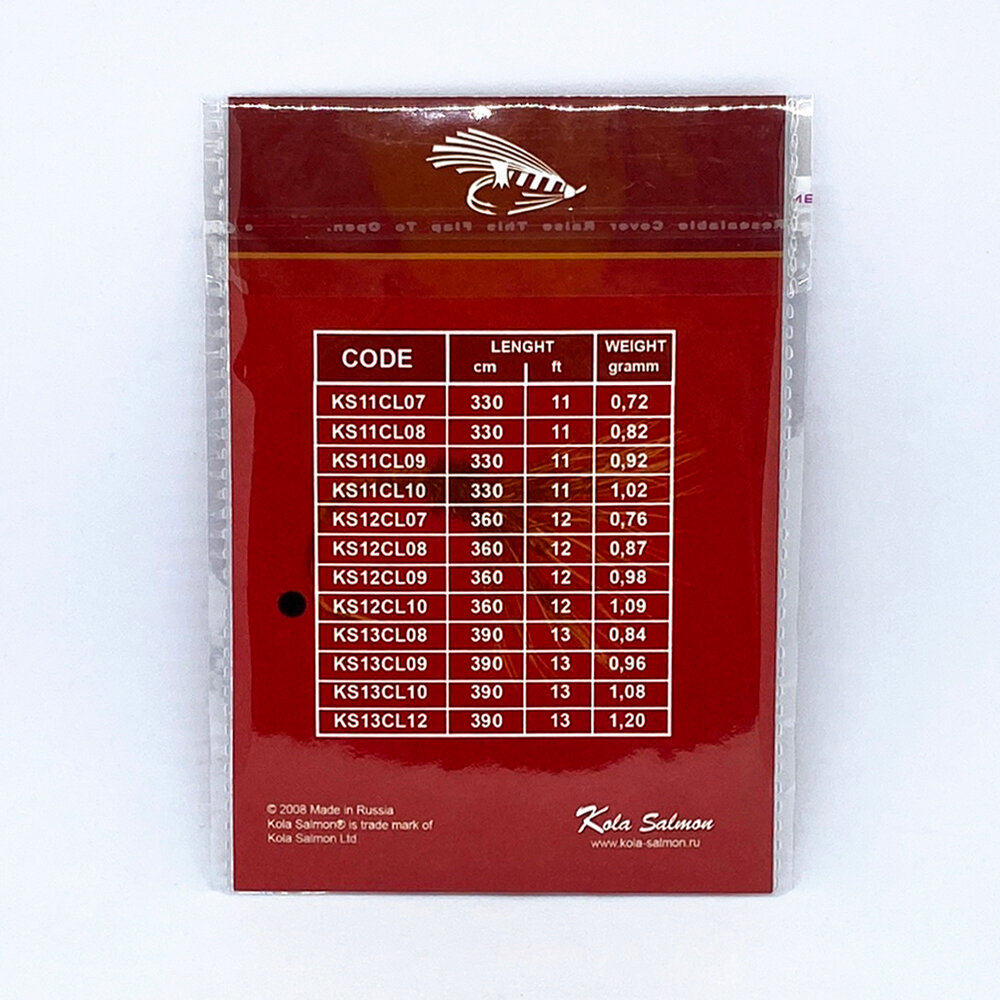 ME
Resealable Cover Raise This Flap To Open.
CODE LENGHT WEIGHT
cm ft gramm
KS11CL07 330 11 0,72
KS11CL08 330 11 0,82
KS11CL09 330 11 0,92
KS11CL10 330 11 1,02
KS12CL07 360 12 0,76
KS12CL08 360 12 0,87
KS12CL09 360 12 0,98
KS12CL10 360 12 1,09
KS13CL08 390 13 0,84
KS13CL09 390 13 0,96
KS13CL10 390 13 1,08
KS13CL12 390 13 1,20
© 2008 Made in Russia
Kola Salmon® is trade mark of
Kola Salmon Ltd
Kola Salmon
www.kola-salmon.ru